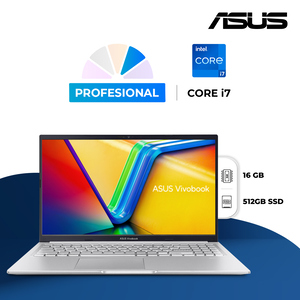 ASUS
intel
CORE
i7
PROFESIONAL
CORE i7
ASUS Vivobook
16 GB
512GB SSD